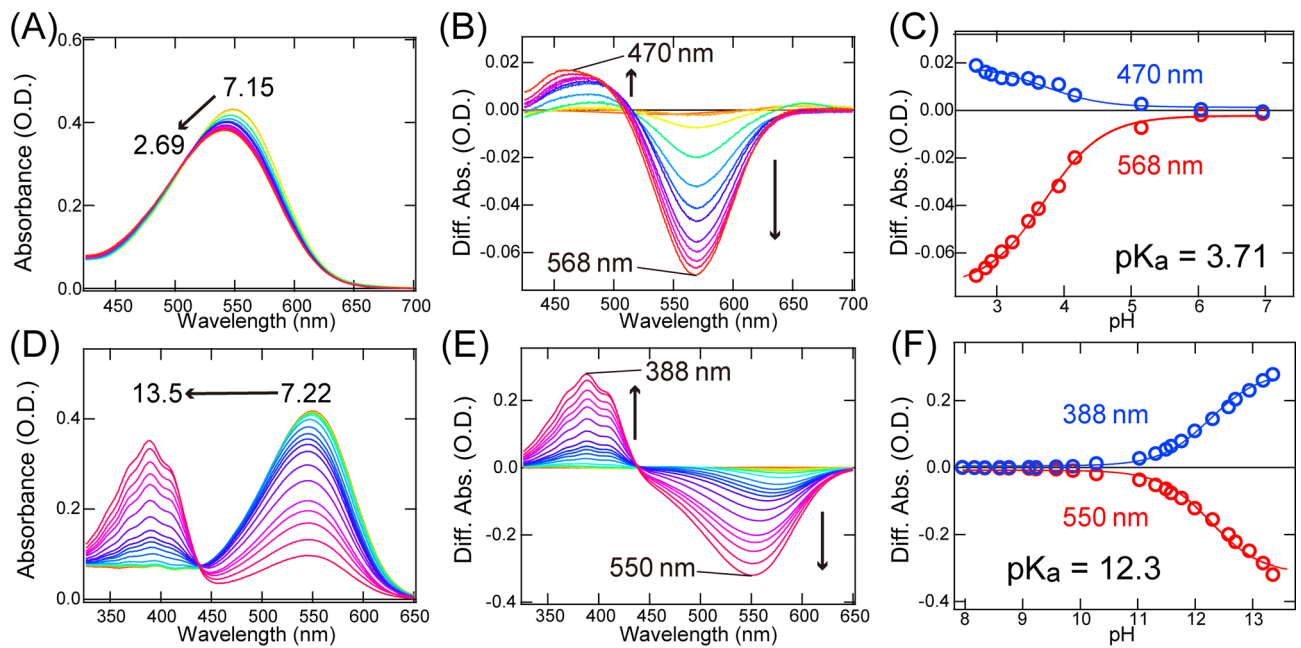 (A)
0.6
0.4
0.2
0.0
Absorbance (O.D.)
7.15
2.69
450
500
550
600
650
700
Wavelength (nm)
(B)
0.02
0.00
-0.02
-0.04
-0.06
Diff. Abs. (O.D.)
470 nm
568 nm
450
500
550
600
650
700
Wavelength (nm)
(C)
0.02
0.00
-0.02
-0.04
-0.06
Diff. Abs. (O.D.)
470 nm
568 nm
pKa = 3.71
3
4
5
6
7
pH
(D)
0.4
0.2
0.0
Absorbance (O.D.)
13.5
7.22
350
400
450
500
550
600
650
Wavelength (nm)
(E)
0.2
0.0
-0.2
-0.4
Diff. Abs. (O.D.)
388 nm
550 nm
350
400
450
500
550
600
650
Wavelength (nm)
(F)
0.2
0.0
-0.2
-0.4
Diff. Abs. (O.D.)
388 nm
550 nm
pKa = 12.3
8
9
10
11
12
13
pH